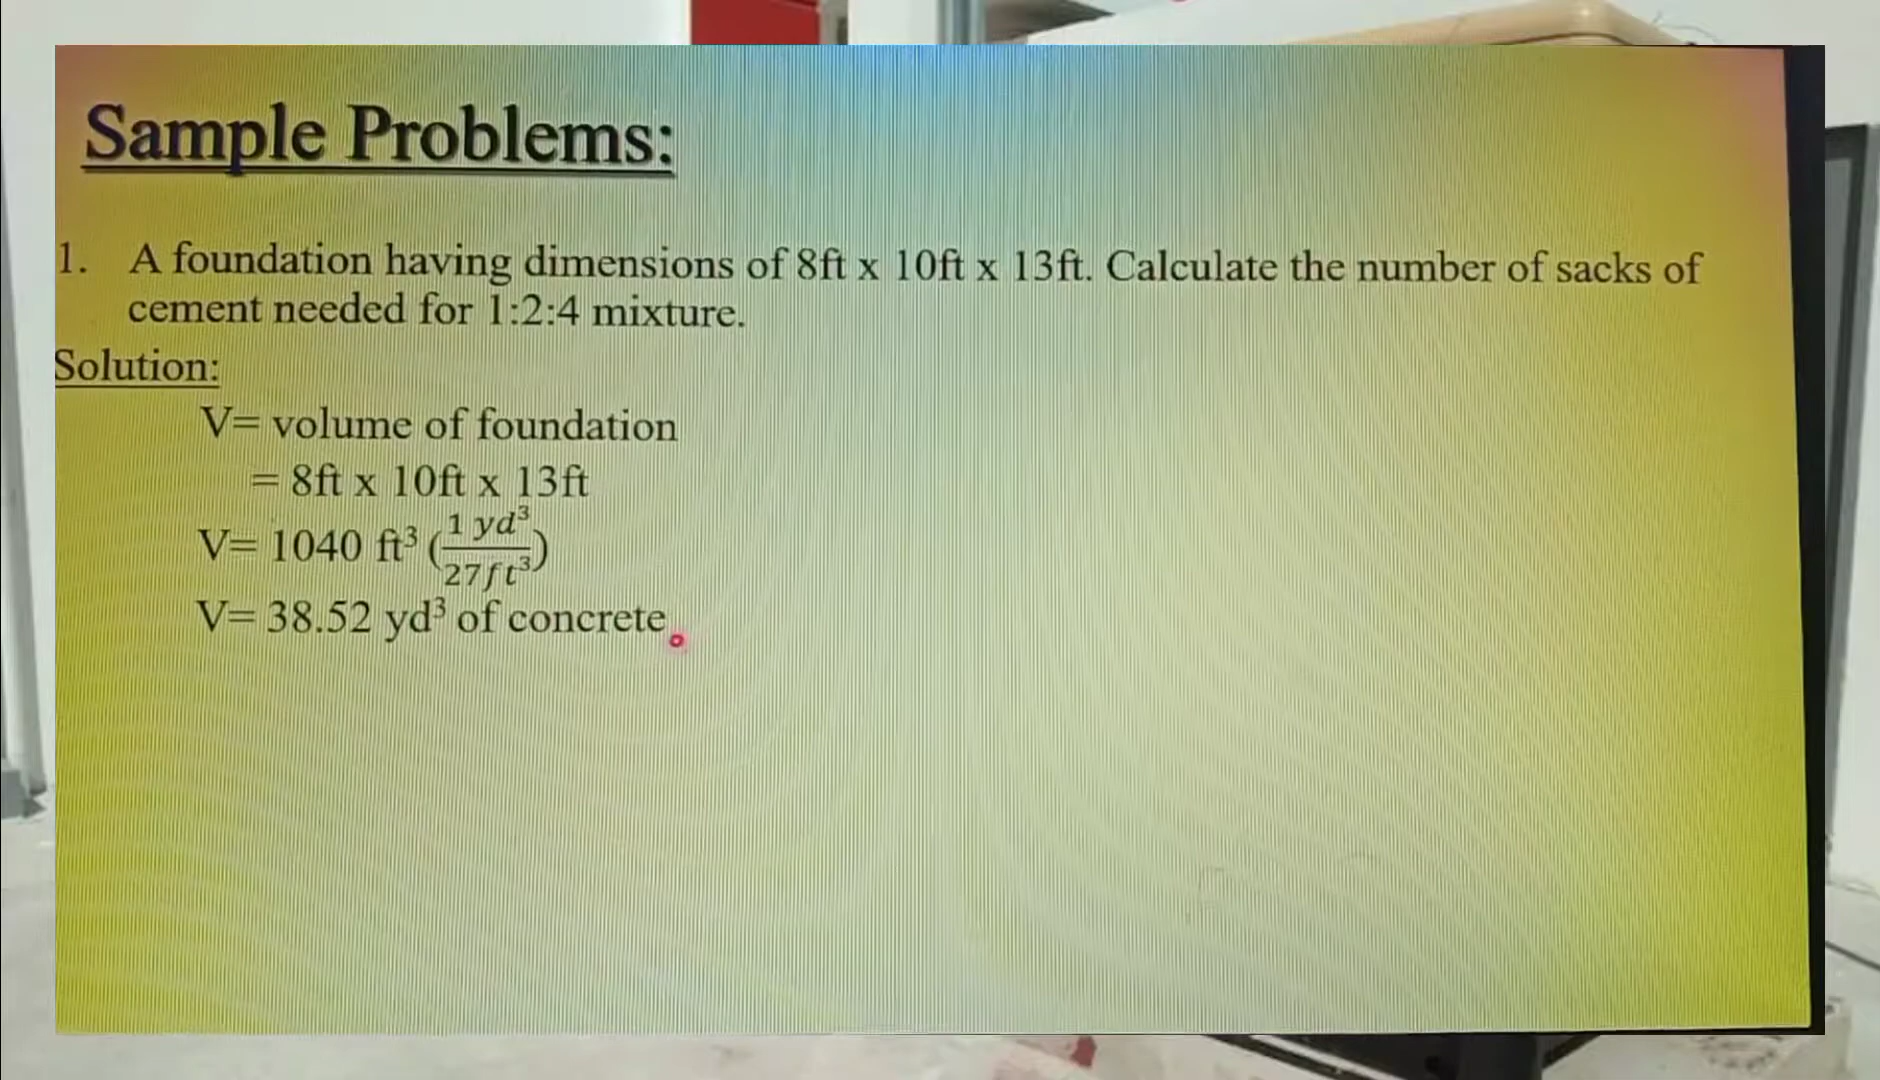 Sample Problems:
1. A foundation having dimensions of 8ft x 10ft x 13ft. Calculate the number of sacks of
cement needed for 1:2:4 mixture.
Solution:
V= volume of foundation
= 8ft x 10ft x 13ft
V= 1040 ft³ (1 yd³/27ft³)
V= 38.52 yd³ of concrete